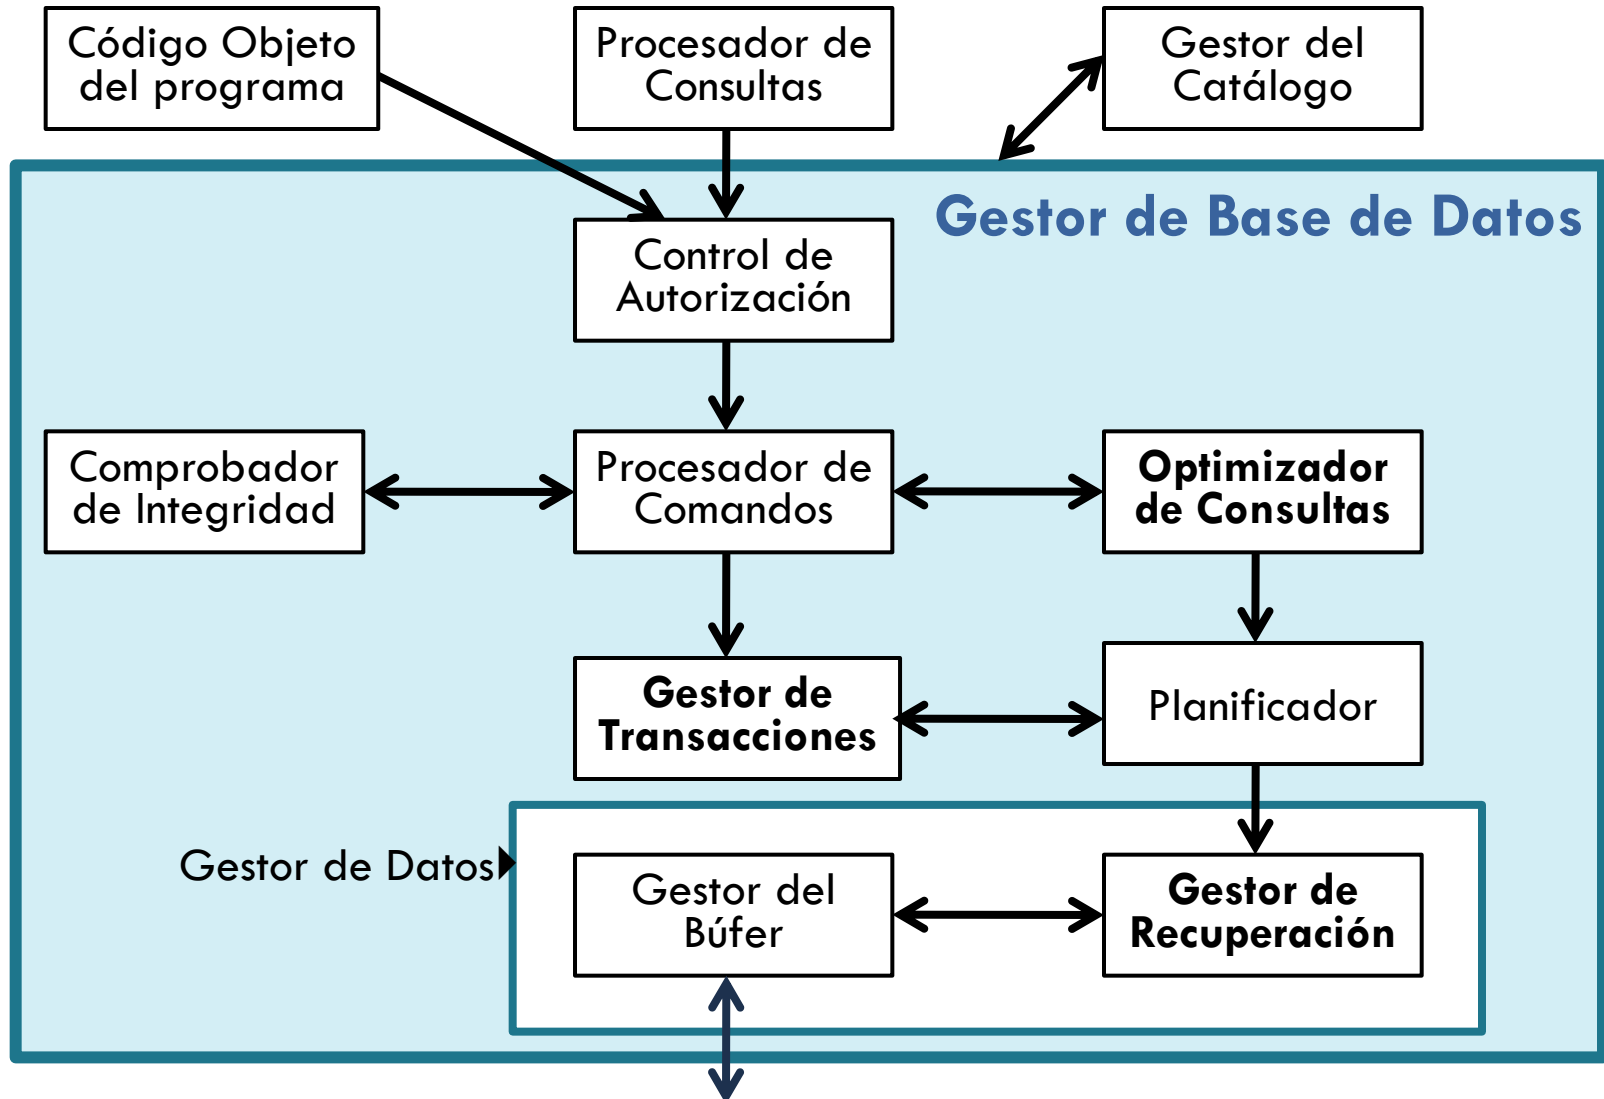 Código Objeto
del programa
Procesador de
Consultas
Gestor del
Catálogo
Gestor de Base de Datos
Control de
Autorización
Comprobador
de Integridad
Procesador de
Comandos
Optimizador
de Consultas
Gestor de
Transacciones
Planificador
Gestor de Datos
Gestor del
Búfer
Gestor de
Recuperación